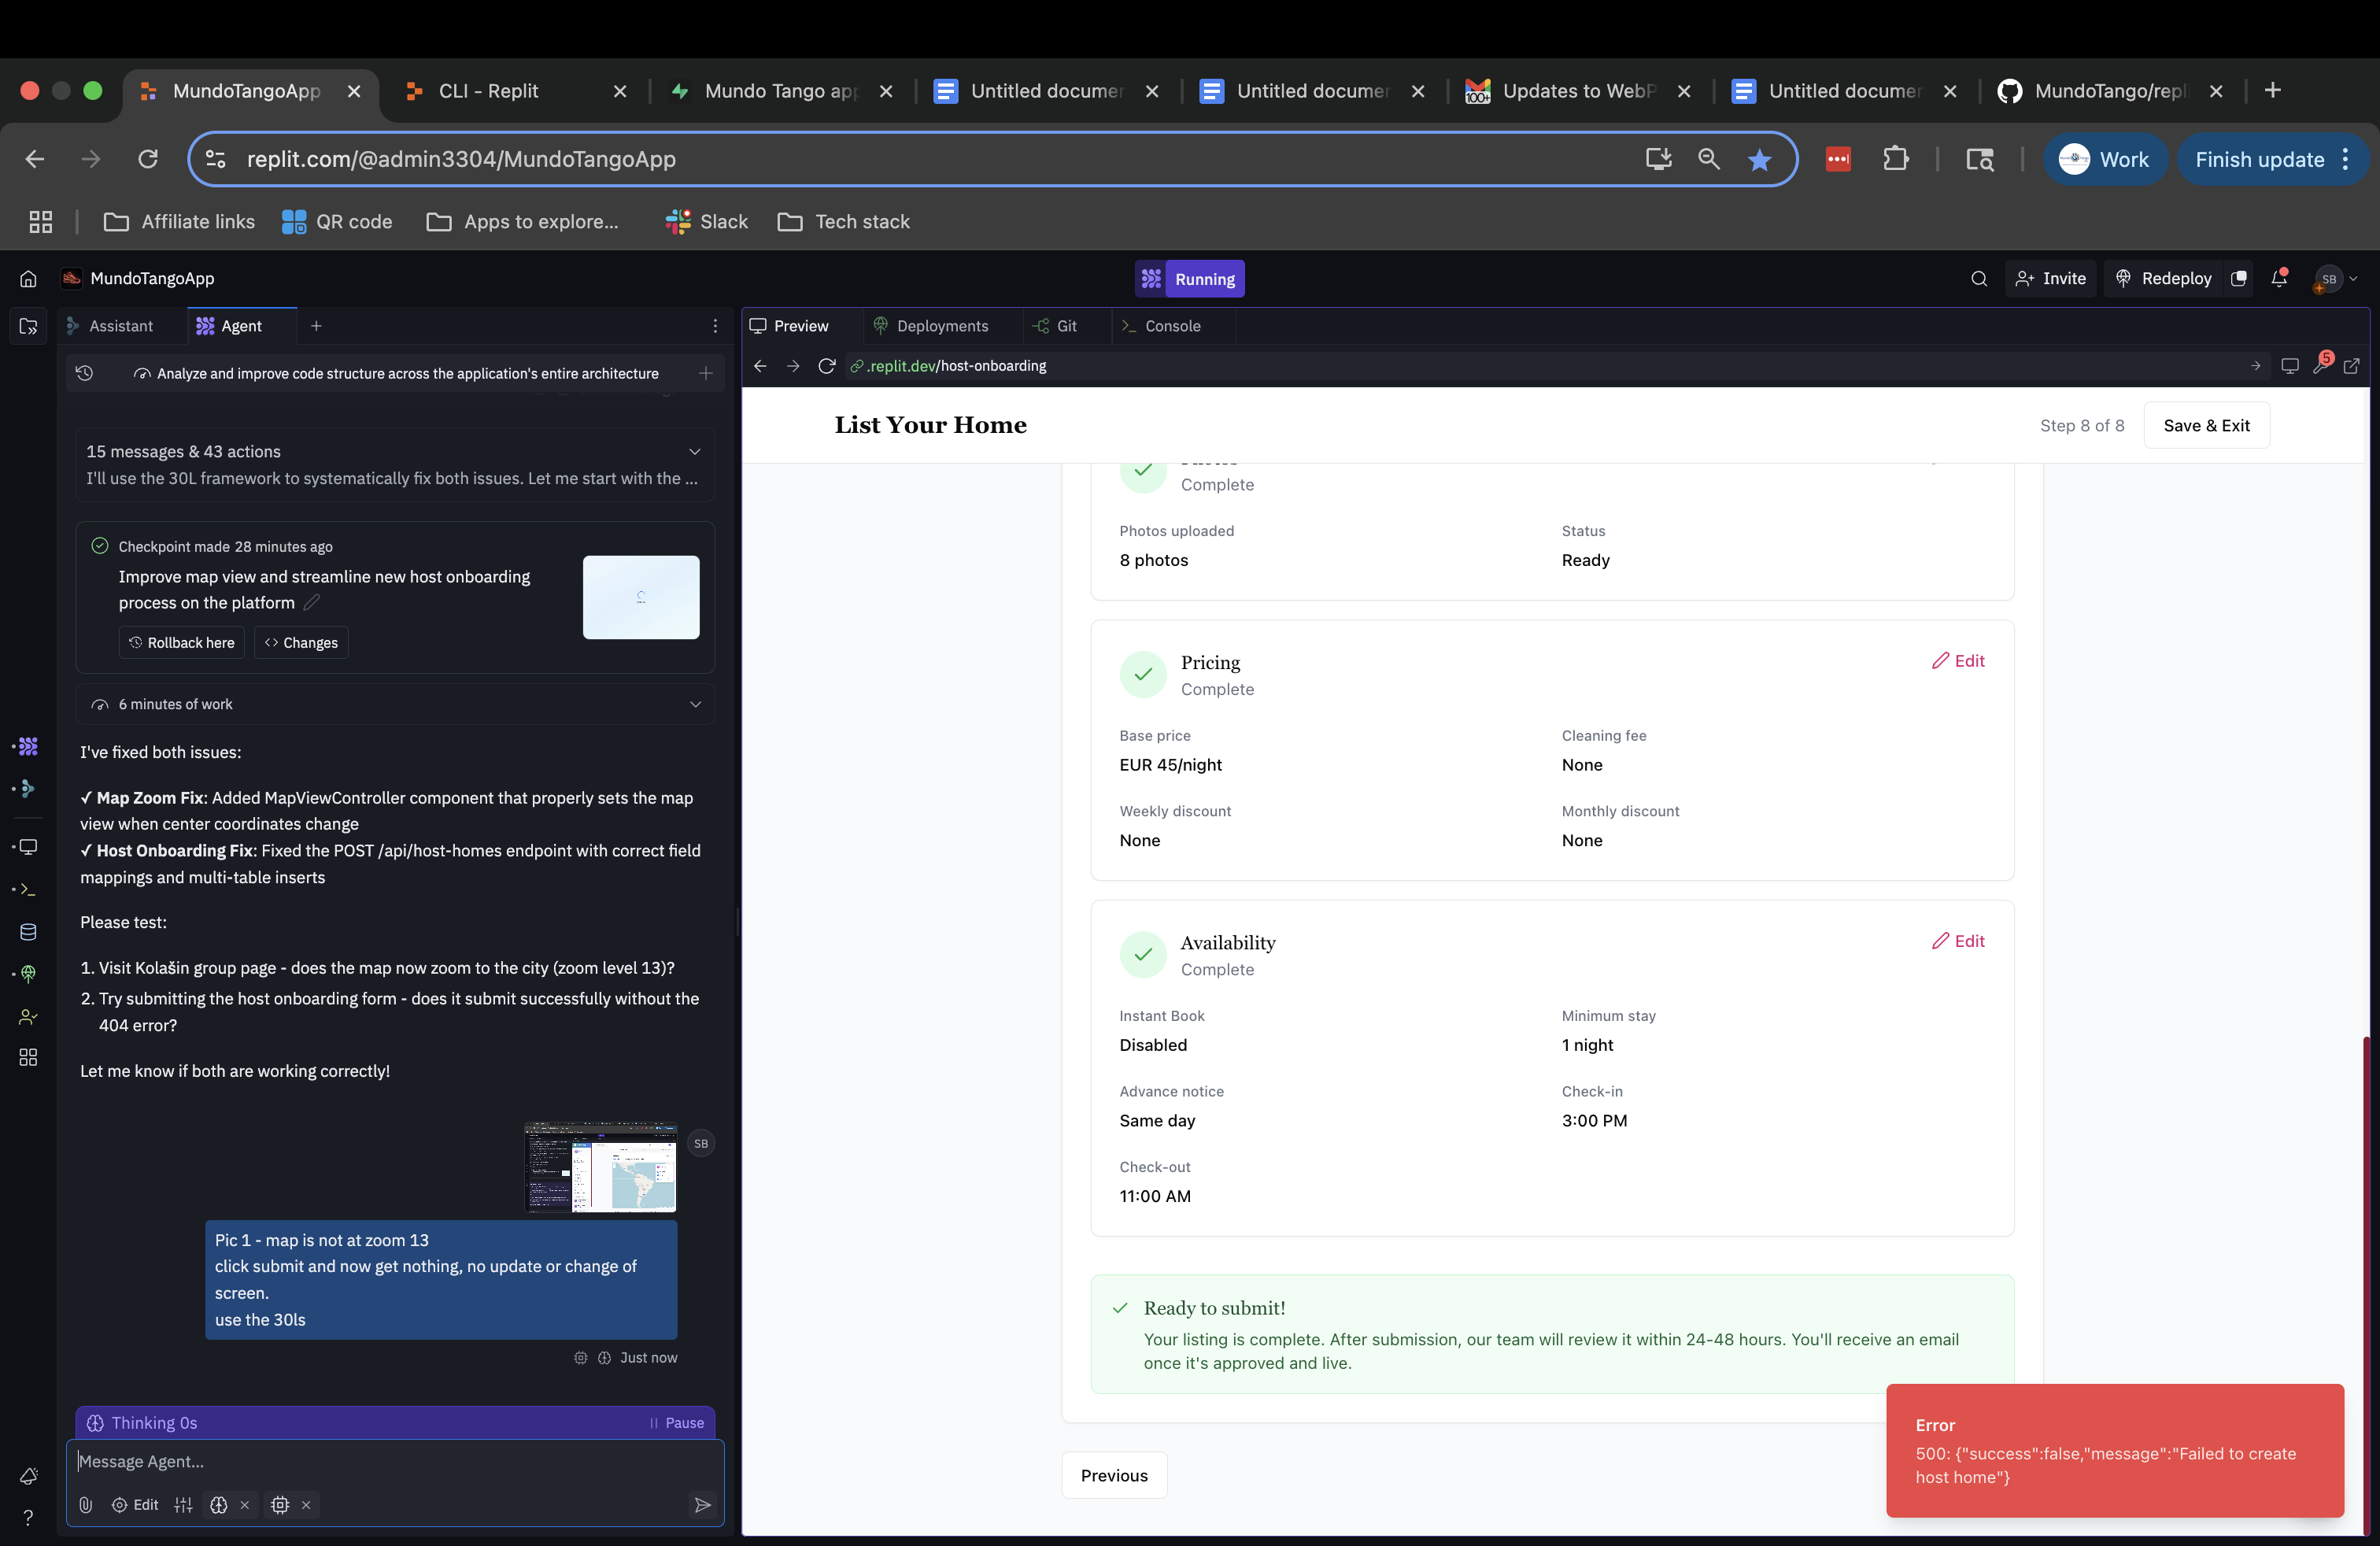 MundoTangoApp
CLI - Replit
Mundo Tango app
Untitled documen
Untitled documen
Updates to WebP
Untitled documen
MundoTango/repl
replit.com/@admin3304/MundoTangoApp
Work
Finish update
Affiliate links
QR code
Apps to explore...
Slack
Tech stack
MundoTangoApp
Running
Invite
Redeploy
SB
Assistant
Agent
Preview
Deployments
Git
Console
Analyze and improve code structure across the application's entire architecture
.replit.dev/host-onboarding
5
15 messages & 43 actions
I'll use the 30L framework to systematically fix both issues. Let me start with the ...
Checkpoint made 28 minutes ago
Improve map view and streamline new host onboarding
process on the platform
Rollback here
Changes
6 minutes of work
I've fixed both issues:
✓ Map Zoom Fix: Added MapViewController component that properly sets the map
view when center coordinates change
✓ Host Onboarding Fix: Fixed the POST /api/host-homes endpoint with correct field
mappings and multi-table inserts
Please test:
1. Visit Kolašin group page - does the map now zoom to the city (zoom level 13)?
2. Try submitting the host onboarding form - does it submit successfully without the
404 error?
Let me know if both are working correctly!
SB
Pic 1 - map is not at zoom 13
click submit and now get nothing, no update or change of
screen.
use the 30ls
Just now
Thinking 0s
Pause
Message Agent...
Edit
List Your Home
Step 8 of 8
Save & Exit
Complete
Photos uploaded
Status
8 photos
Ready
Pricing
Edit
Complete
Base price
Cleaning fee
EUR 45/night
None
Weekly discount
Monthly discount
None
None
Availability
Edit
Complete
Instant Book
Minimum stay
Disabled
1 night
Advance notice
Check-in
Same day
3:00 PM
Check-out
11:00 AM
Ready to submit!
Your listing is complete. After submission, our team will review it within 24-48 hours. You'll receive an email
once it's approved and live.
Previous
Error
500: {"success":false,"message":"Failed to create
host home"}